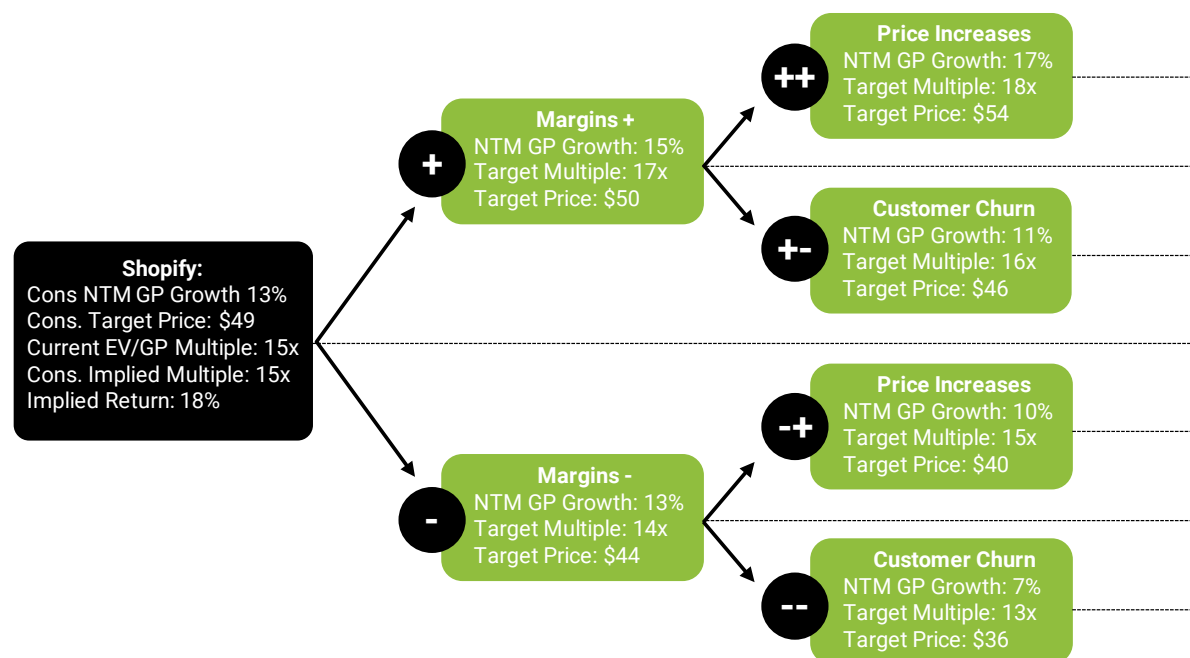 Shopify:
Cons NTM GP Growth 13%
Cons. Target Price: $49
Current EV/GP Multiple: 15x
Cons. Implied Multiple: 15x
Implied Return: 18%
+
Margins +
NTM GP Growth: 15%
Target Multiple: 17x
Target Price: $50
-
Margins -
NTM GP Growth: 13%
Target Multiple: 14x
Target Price: $44
++
Price Increases
NTM GP Growth: 17%
Target Multiple: 18x
Target Price: $54
+-
Customer Churn
NTM GP Growth: 11%
Target Multiple: 16x
Target Price: $46
-+
Price Increases
NTM GP Growth: 10%
Target Multiple: 15x
Target Price: $40
--
Customer Churn
NTM GP Growth: 7%
Target Multiple: 13x
Target Price: $36